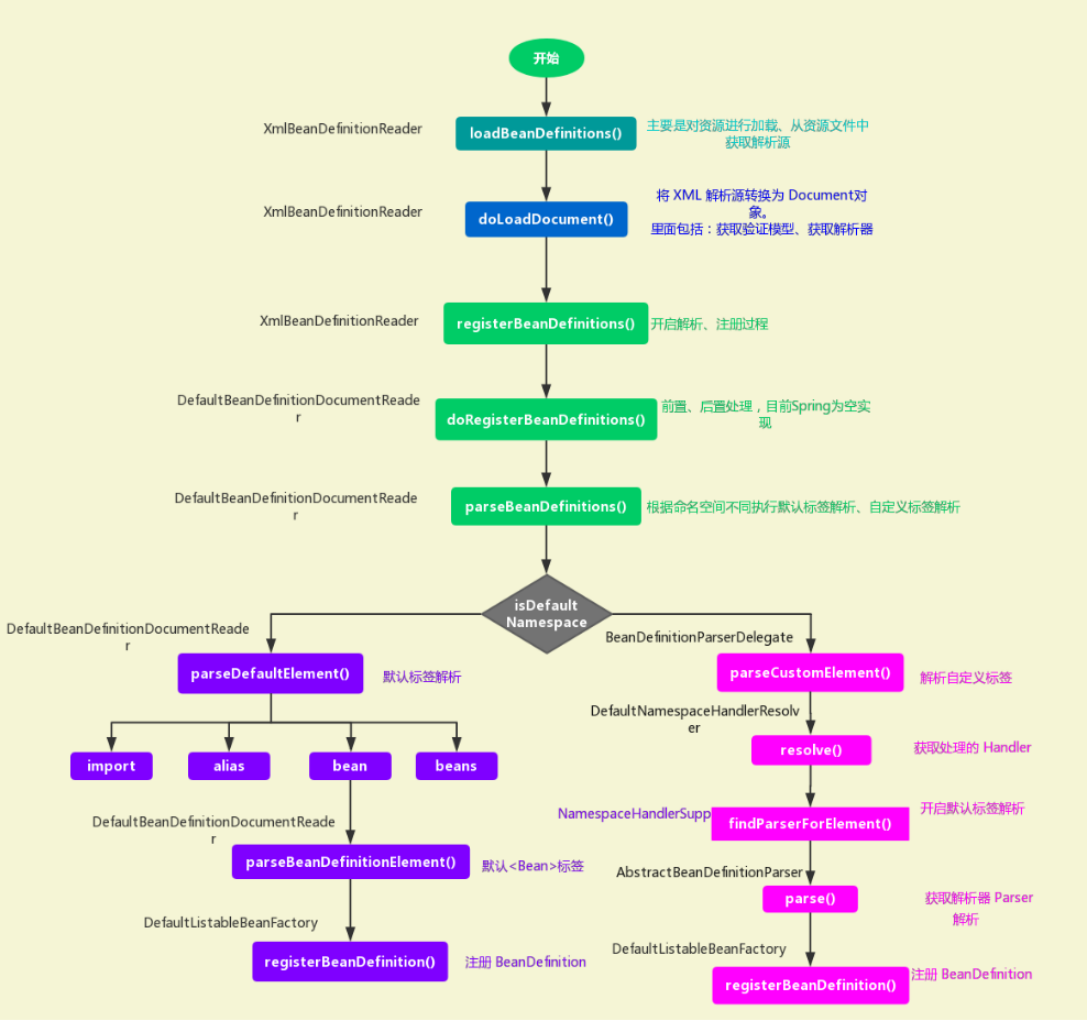 开始
XmlBeanDefinitionReader
loadBeanDefinitions()
主要是对资源进行加载、从资源文件中
获取解析源
XmlBeanDefinitionReader
doLoadDocument()
将 XML 解析源转换为 Document对
象。
里面包括：获取验证模型、获取解析器
XmlBeanDefinitionReader
registerBeanDefinitions()
开启解析、注册过程
DefaultBeanDefinitionDocumentReade
r
doRegisterBeanDefinitions()
前置、后置处理，目前Spring为空实
现
DefaultBeanDefinitionDocumentReade
r
parseBeanDefinitions()
根据命名空间不同执行默认标签解析、自定义标签解析
isDefault
Namespace
DefaultBeanDefinitionDocumentReade
r
parseDefaultElement()
默认标签解析
import
alias
bean
beans
DefaultBeanDefinitionDocumentReade
r
parseBeanDefinitionElement()
默认<Bean>标签
DefaultListableBeanFactory
registerBeanDefinition()
注册 BeanDefinition
BeanDefinitionParserDelegate
parseCustomElement()
解析自定义标签
DefaultNamespaceHandlerResolv
er
resolve()
获取处理的 Handler
NamespaceHandlerSupp
findParserForElement()
开启默认标签解析
AbstractBeanDefinitionParser
parse()
获取解析器 Parser
解析
DefaultListableBeanFactory
registerBeanDefinition()
注册 BeanDefinition